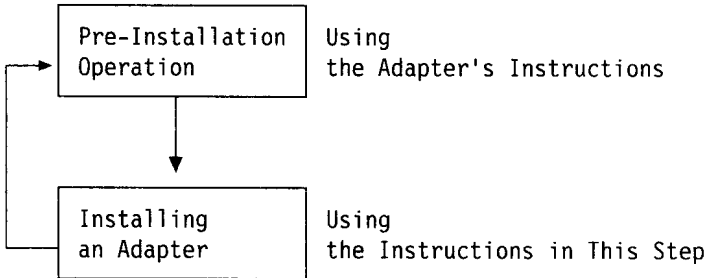 Pre-Installation
Operation
Using
the Adapter's Instructions
Installing
an Adapter
Using
the Instructions in This Step